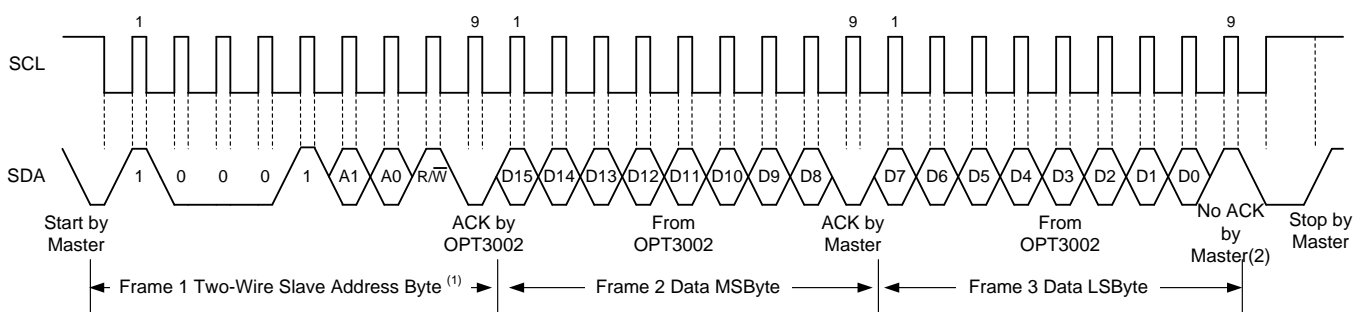 1 9 1 9 1 9
SCL
SDA
1 0 0 0 1 A1 A0 R/W̅ D15 D14 D13 D12 D11 D10 D9 D8 D7 D6 D5 D4 D3 D2 D1 D0
Start by
Master
ACK by
OPT3002
From
OPT3002
ACK by
Master
From
OPT3002
No ACK
by
Master(2)
Stop by
Master
Frame 1 Two-Wire Slave Address Byte (1)
Frame 2 Data MSByte
Frame 3 Data LSByte